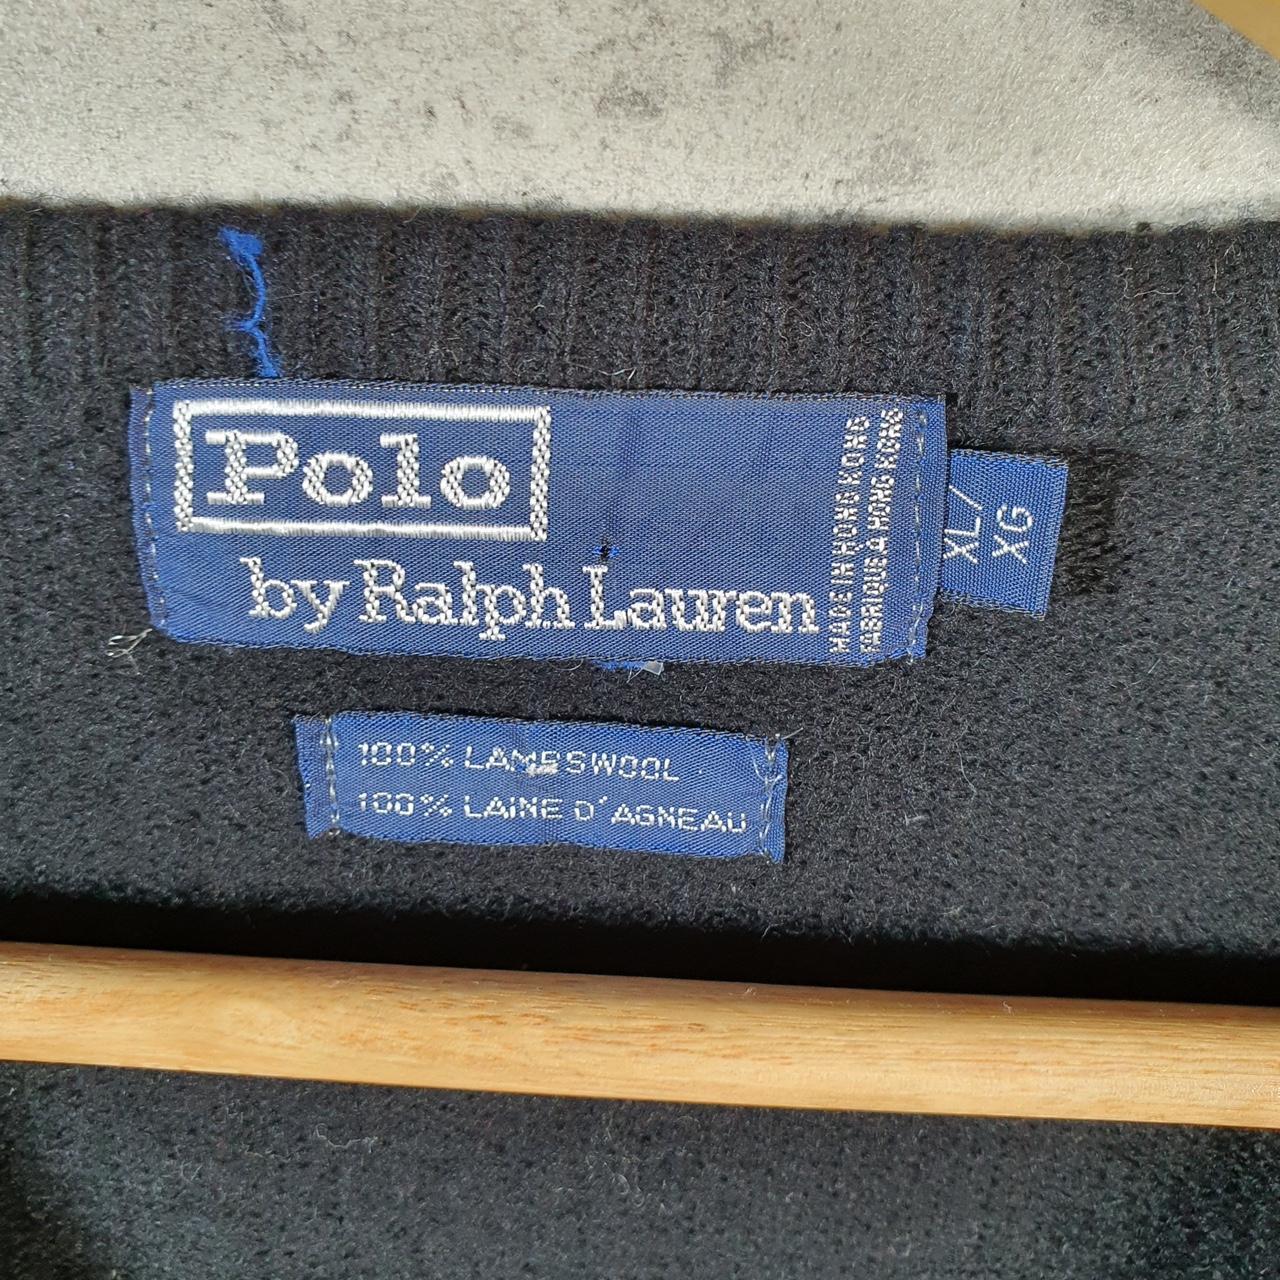 Polo
by Ralph Lauren
MADE IN HONG KONG
FABRIQUÉ À HONG KONG
XL/
XG
100% LAMBSWOOL
100% LAINE D'AGNEAU